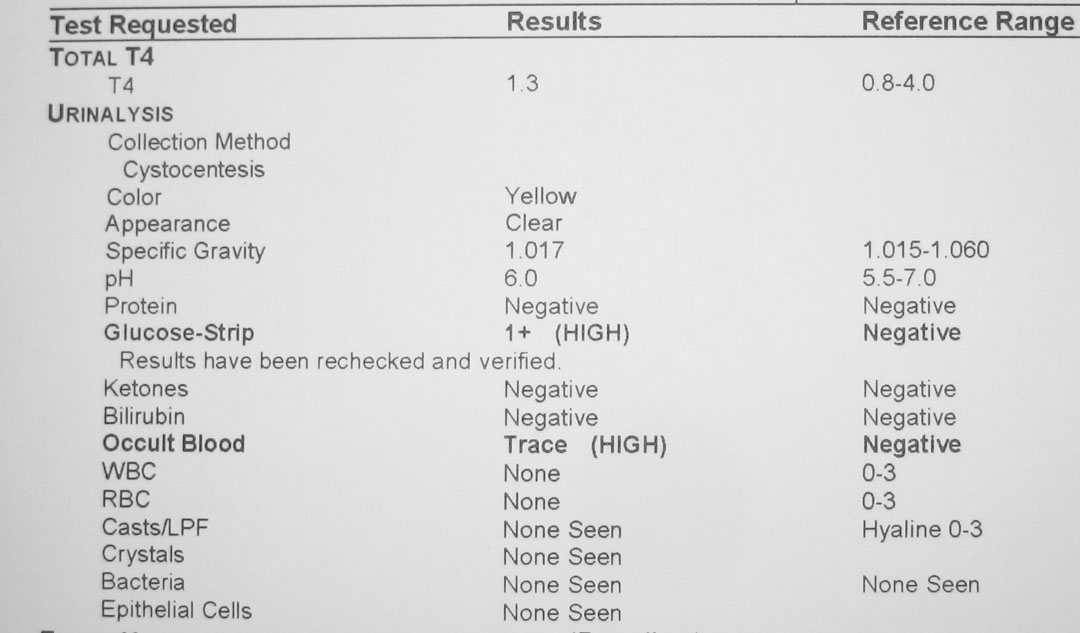 Test Requested Results Reference Range
TOTAL T4
T4 1.3 0.8-4.0
URINALYSIS
Collection Method
Cystocentesis
Color Yellow
Appearance Clear
Specific Gravity 1.017 1.015-1.060
pH 6.0 5.5-7.0
Protein Negative Negative
Glucose-Strip 1+ (HIGH) Negative
Results have been rechecked and verified.
Ketones Negative Negative
Bilirubin Negative Negative
Occult Blood Trace (HIGH) Negative
WBC None 0-3
RBC None 0-3
Casts/LPF None Seen Hyaline 0-3
Crystals None Seen
Bacteria None Seen None Seen
Epithelial Cells None Seen